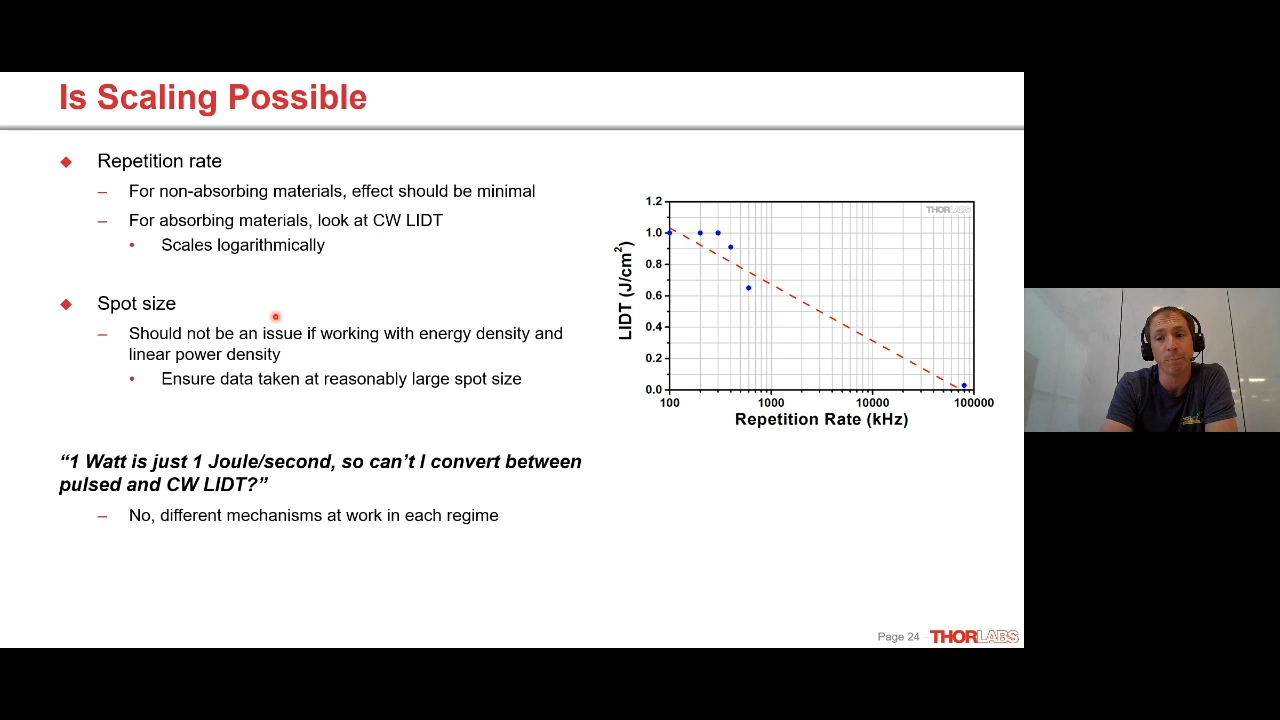 Is Scaling Possible
Repetition rate
– For non-absorbing materials, effect should be minimal
– For absorbing materials, look at CW LIDT
• Scales logarithmically
Spot size
– Should not be an issue if working with energy density and
linear power density
• Ensure data taken at reasonably large spot size
“1 Watt is just 1 Joule/second, so can’t I convert between
pulsed and CW LIDT?”
– No, different mechanisms at work in each regime
THORLABS
LIDT (J/cm²)
1.2
1.0
0.8
0.6
0.4
0.2
0.0
100 1000 10000 100000
Repetition Rate (kHz)
Page 24 – THORLABS